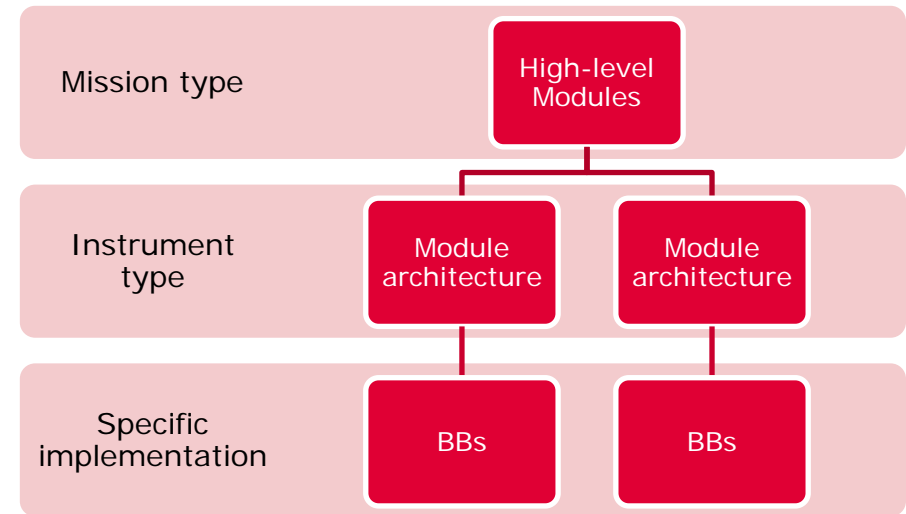 Mission type
High-level
Modules
Instrument
type
Module
architecture
Module
architecture
Specific
implementation
BBs
BBs